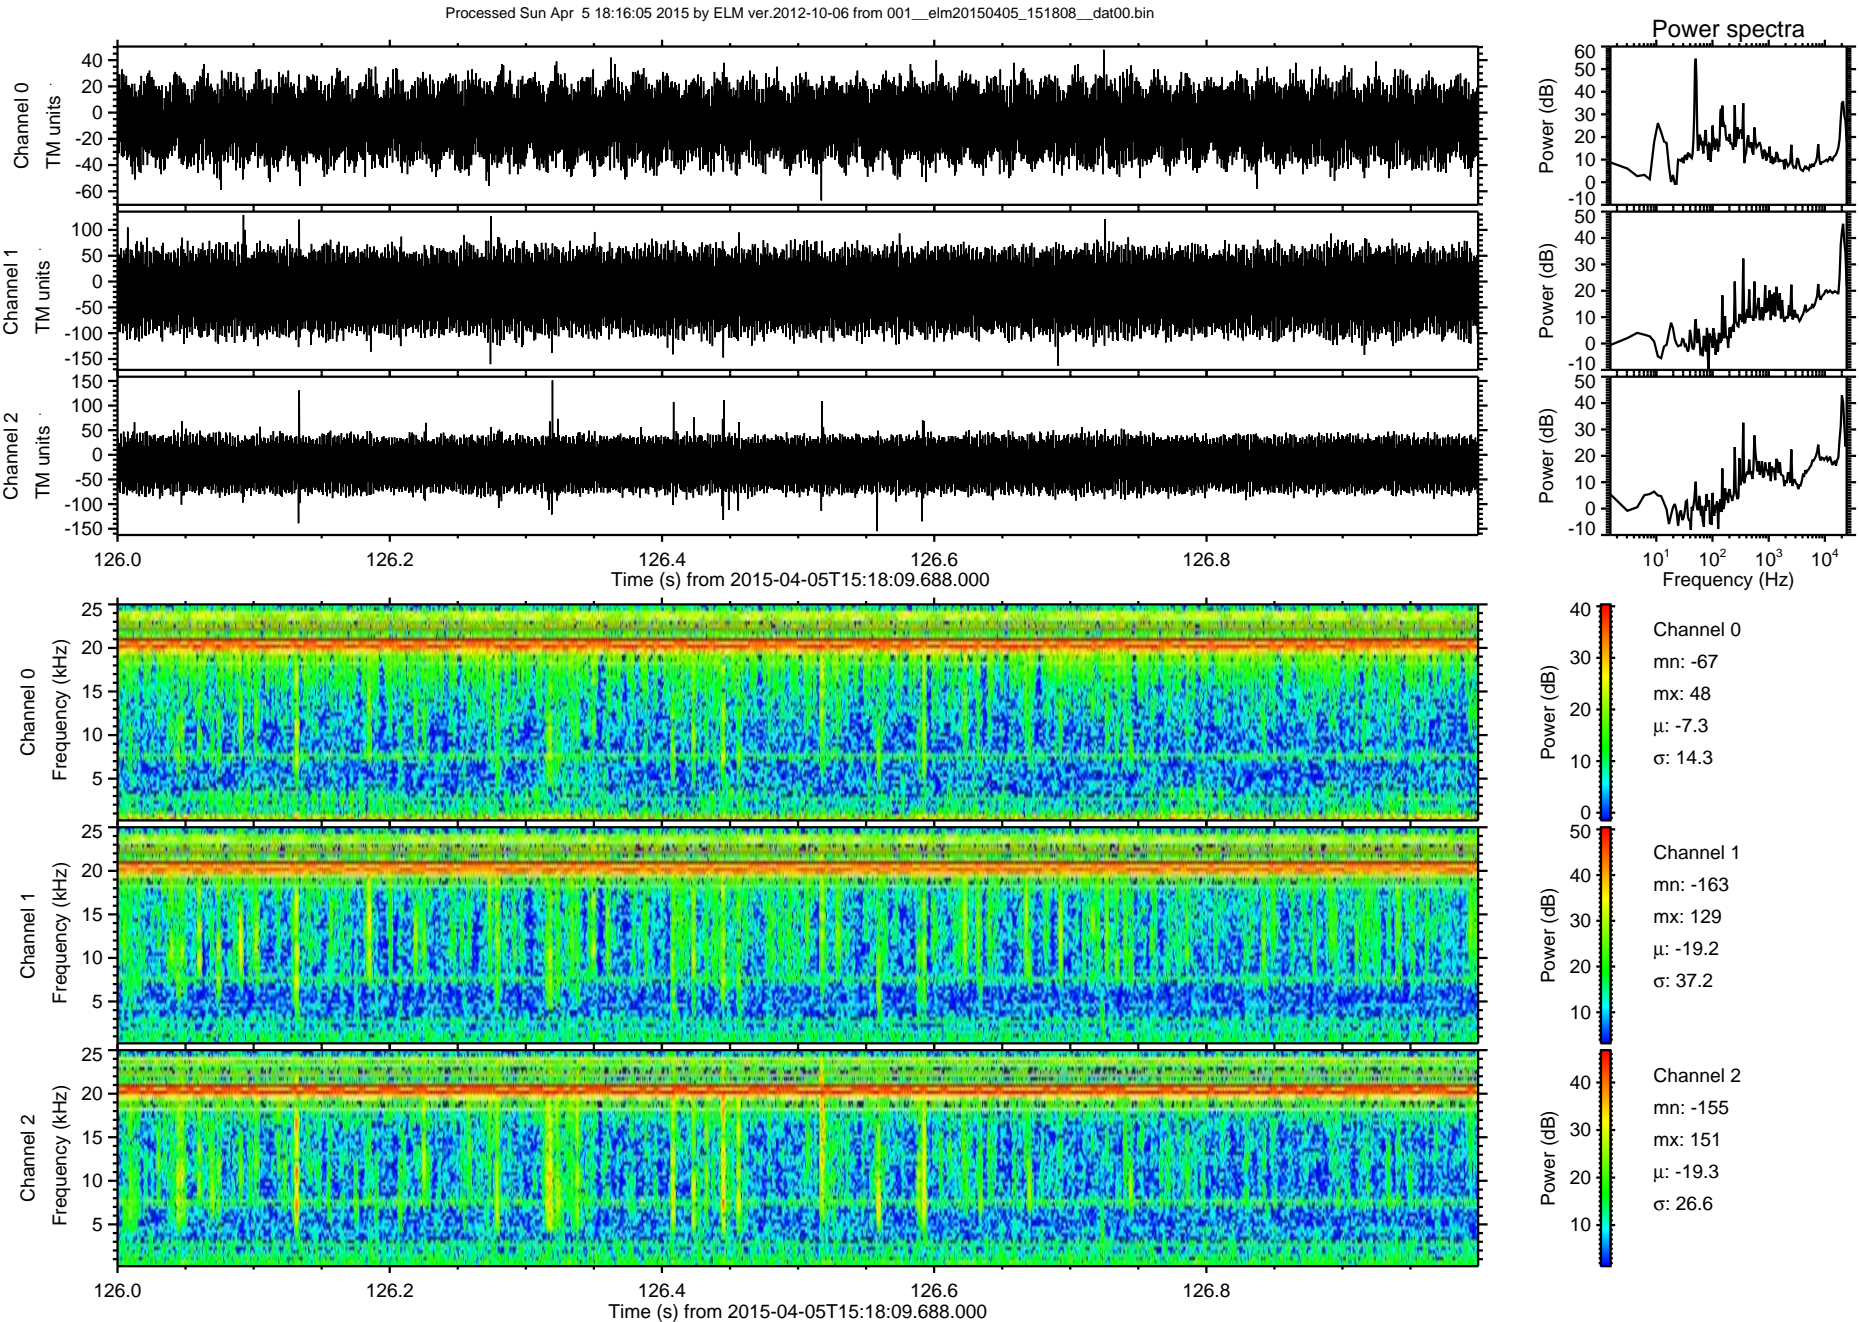 Processed Sun Apr  5 18:16:05 2015 by ELM ver.2012-10-06 from 001__elm20150405_151808__dat00.bin
Power spectra
Channel 0
TM units
40
20
0
-20
-40
-60
Power (dB)
60
50
40
30
20
10
0
-10
Channel 1
TM units
100
50
0
-50
-100
-150
Power (dB)
50
40
30
20
10
0
-10
Channel 2
TM units
150
100
50
0
-50
-100
-150
Power (dB)
50
40
30
20
10
0
-10
126.0 126.2 126.4 126.6 126.8
Time (s) from 2015-04-05T15:18:09.688.000
10¹ 10² 10³ 10⁴
Frequency (Hz)
Channel 0
Frequency (kHz)
25
20
15
10
5
Power (dB)
40
30
20
10
0
Channel 0
mn: -67
mx: 48
μ: -7.3
σ: 14.3
Channel 1
Frequency (kHz)
25
20
15
10
5
Power (dB)
50
40
30
20
10
Channel 1
mn: -163
mx: 129
μ: -19.2
σ: 37.2
Channel 2
Frequency (kHz)
25
20
15
10
5
Power (dB)
40
30
20
10
Channel 2
mn: -155
mx: 151
μ: -19.3
σ: 26.6
126.0 126.2 126.4 126.6 126.8
Time (s) from 2015-04-05T15:18:09.688.000